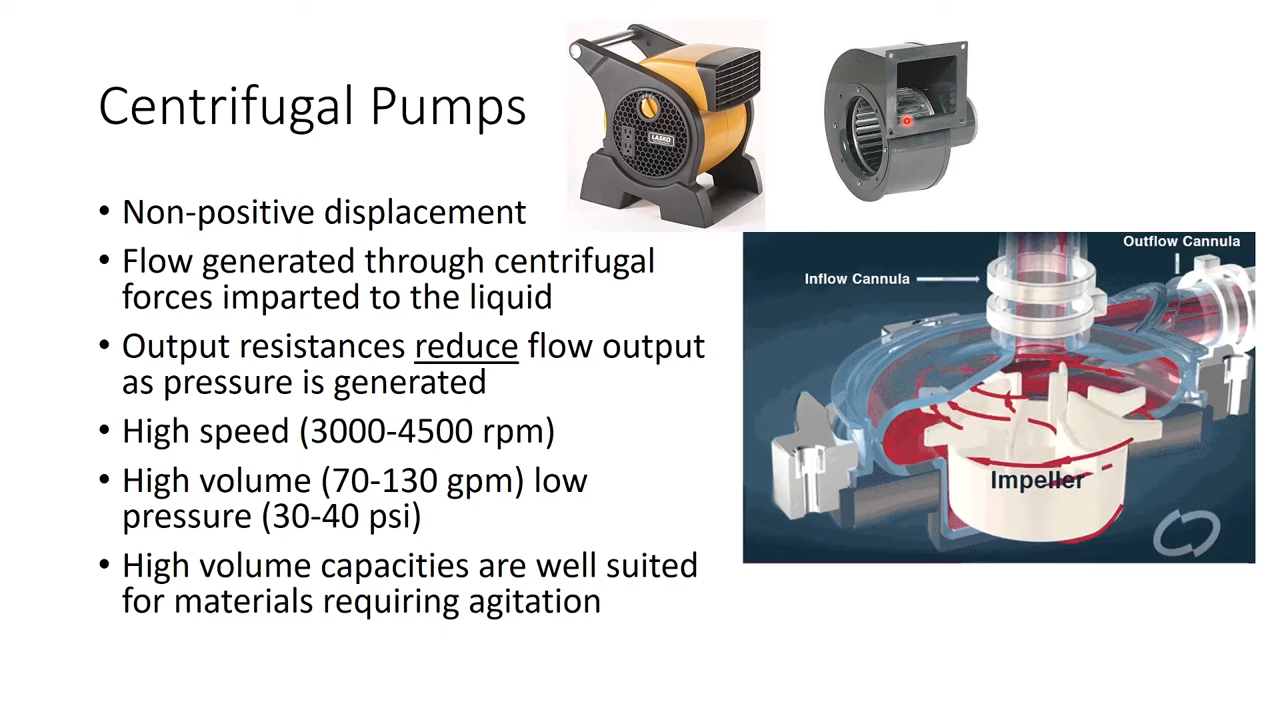 Centrifugal Pumps
LASKO
• Non-positive displacement
• Flow generated through centrifugal
forces imparted to the liquid
• Output resistances reduce flow output
as pressure is generated
• High speed (3000-4500 rpm)
• High volume (70-130 gpm) low
pressure (30-40 psi)
• High volume capacities are well suited
for materials requiring agitation
Outflow Cannula
Inflow Cannula
Impeller